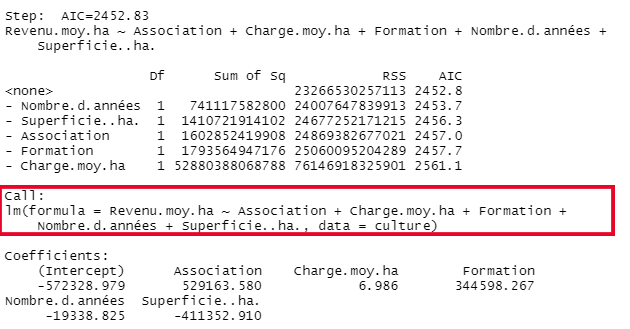 Step:  AIC=2452.83
Revenu.moy.ha ~ Association + Charge.moy.ha + Formation + Nombre.d.années +
    Superficie..ha.
Df Sum of Sq RSS AIC
<none> 23266530257113 2452.8
- Nombre.d.années 1 741117582800 24007647839913 2453.7
- Superficie..ha. 1 1410721914102 24677252171215 2456.3
- Association 1 1602852419908 24869382677021 2457.0
- Formation 1 1793564947176 25060095204289 2457.7
- Charge.moy.ha 1 52880388068788 76146918325901 2561.1
Call:
lm(formula = Revenu.moy.ha ~ Association + Charge.moy.ha + Formation +
    Nombre.d.années + Superficie..ha., data = culture)
Coefficients:
(Intercept) Association Charge.moy.ha Formation
-572328.979 529163.580 6.986 344598.267
Nombre.d.années Superficie..ha.
-19338.825 -411352.910